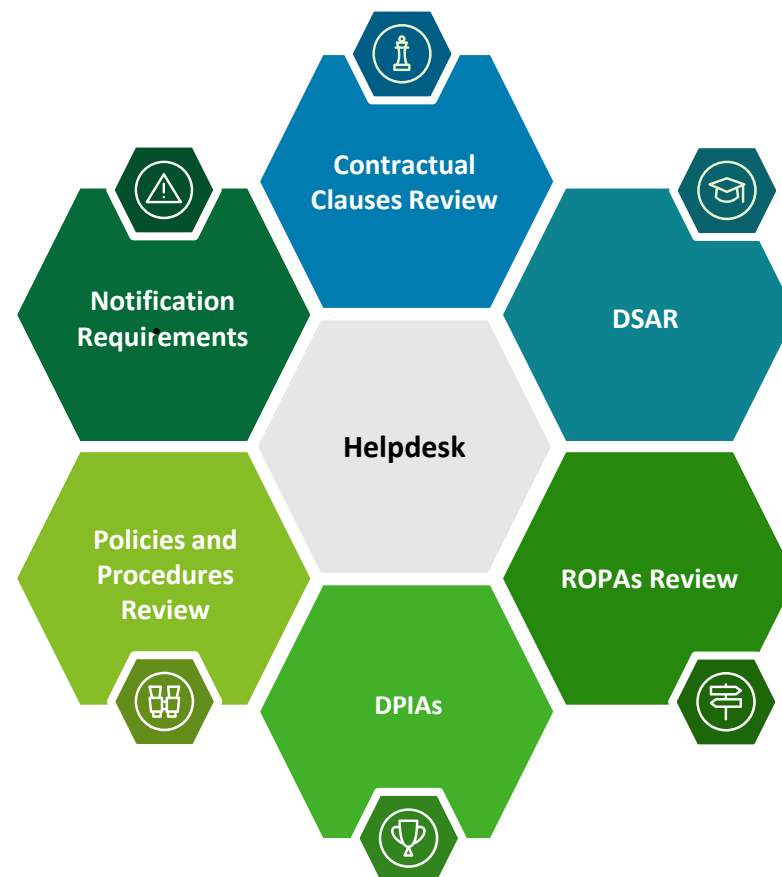 Contractual
Clauses Review
Notification
Requirements
DSAR
Helpdesk
Policies and
Procedures
Review
ROPAs Review
DPIAs